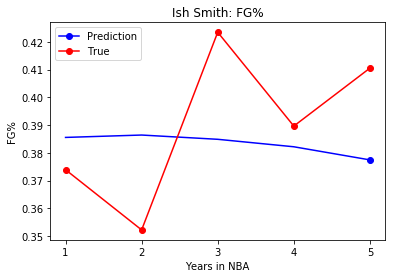 Ish Smith: FG%
Prediction
True
FG%
0.42
0.41
0.40
0.39
0.38
0.37
0.36
0.35
1 2 3 4 5
Years in NBA